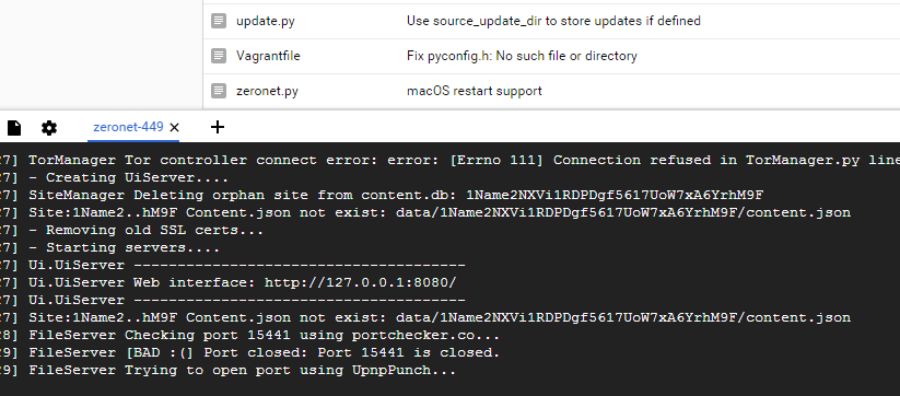 update.py Use source_update_dir to store updates if defined
Vagrantfile Fix pyconfig.h: No such file or directory
zeronet.py macOS restart support
zeronet-449 × +
27] TorManager Tor controller connect error: error: [Errno 111] Connection refused in TorManager.py line
27] - Creating UiServer....
27] SiteManager Deleting orphan site from content.db: 1Name2NXVi1RDPDgf5617UoW7xA6YrhM9F
27] Site:1Name2..hM9F Content.json not exist: data/1Name2NXVi1RDPDgf5617UoW7xA6YrhM9F/content.json
27] - Removing old SSL certs...
27] - Starting servers....
27] Ui.UiServer --------------------------------------
27] Ui.UiServer Web interface: http://127.0.0.1:8080/
27] Ui.UiServer --------------------------------------
27] Site:1Name2..hM9F Content.json not exist: data/1Name2NXVi1RDPDgf5617UoW7xA6YrhM9F/content.json
28] FileServer Checking port 15441 using portchecker.co...
29] FileServer [BAD :(] Port closed: Port 15441 is closed.
29] FileServer Trying to open port using UpnpPunch...